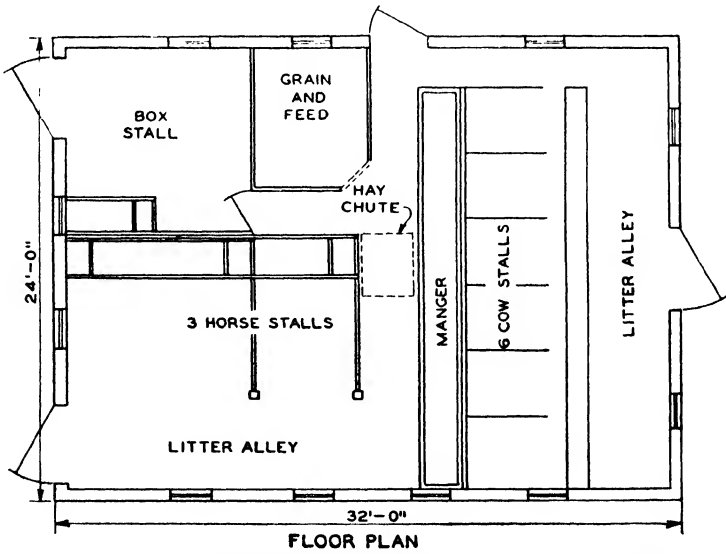 GRAIN
AND
FEED
BOX
STALL
HAY
CHUTE
24'-0"
3 HORSE STALLS
MANGER
6 COW STALLS
LITTER ALLEY
LITTER ALLEY
32'-0"
FLOOR PLAN